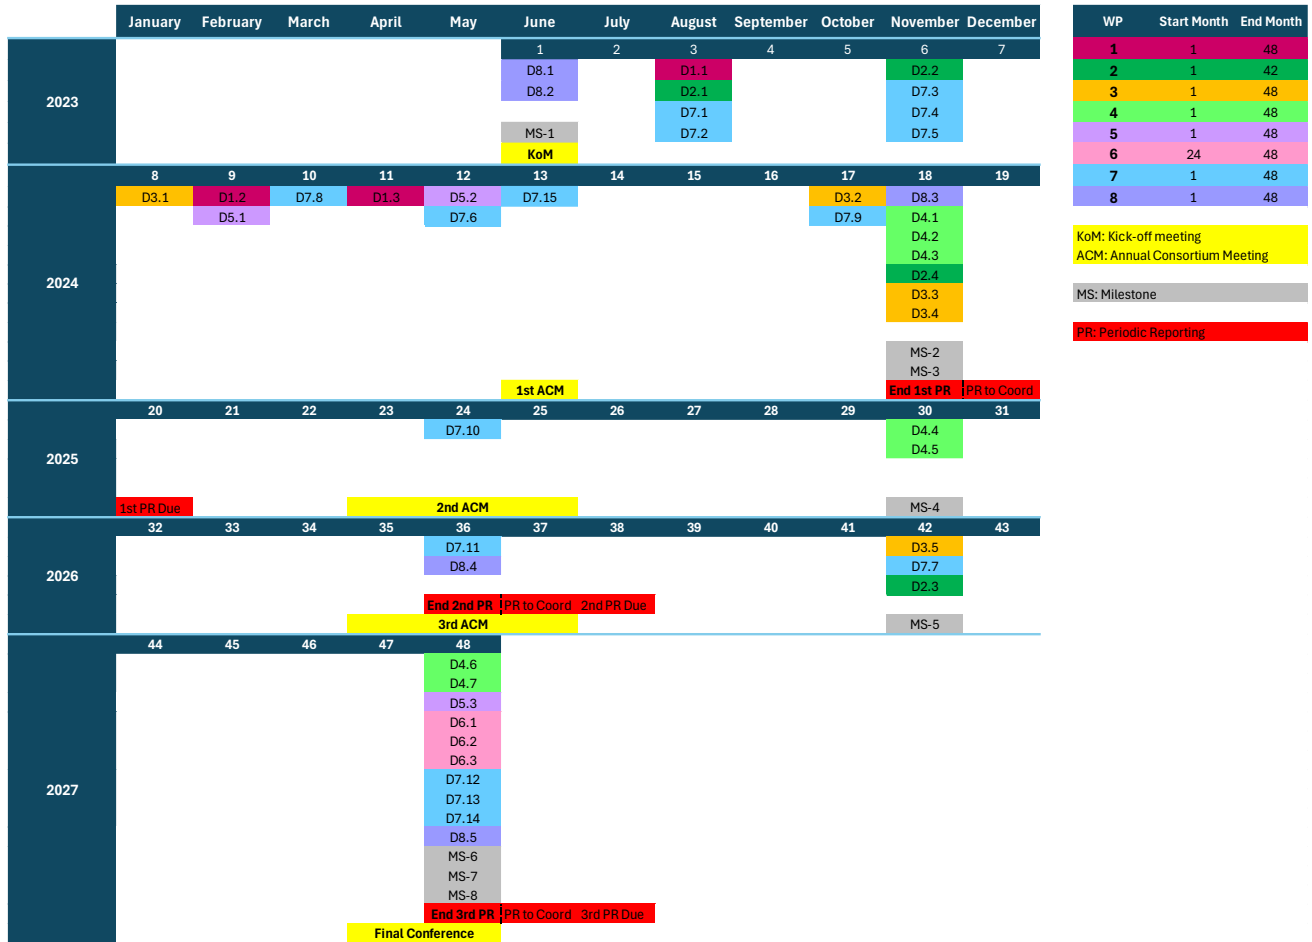 January February March April May June July August September October November December
WP Start Month End Month
2023
1 2 3 4 5 6 7
D8.1 D1.1 D2.2
D8.2 D2.1 D7.3
D7.1 D7.4
MS-1 D7.2 D7.5
KoM
1 1 48
2 1 42
3 1 48
4 1 48
5 1 48
6 24 48
7 1 48
8 1 48
KoM: Kick-off meeting
ACM: Annual Consortium Meeting
MS: Milestone
PR: Periodic Reporting
2024
8 9 10 11 12 13 14 15 16 17 18 19
D3.1 D1.2 D7.8 D1.3 D5.2 D7.15 D3.2 D8.3
D5.1 D7.6 D7.9 D4.1
D4.2
D4.3
D2.4
D3.3
D3.4
MS-2
MS-3
1st ACM End 1st PR PR to Coord
2025
20 21 22 23 24 25 26 27 28 29 30 31
D7.10 D4.4
D4.5
1st PR Due 2nd ACM MS-4
2026
32 33 34 35 36 37 38 39 40 41 42 43
D7.11 D3.5
D8.4 D7.7
D2.3
End 2nd PR PR to Coord 2nd PR Due
3rd ACM MS-5
2027
44 45 46 47 48
D4.6
D4.7
D5.3
D6.1
D6.2
D6.3
D7.12
D7.13
D7.14
D8.5
MS-6
MS-7
MS-8
End 3rd PR PR to Coord 3rd PR Due
Final Conference